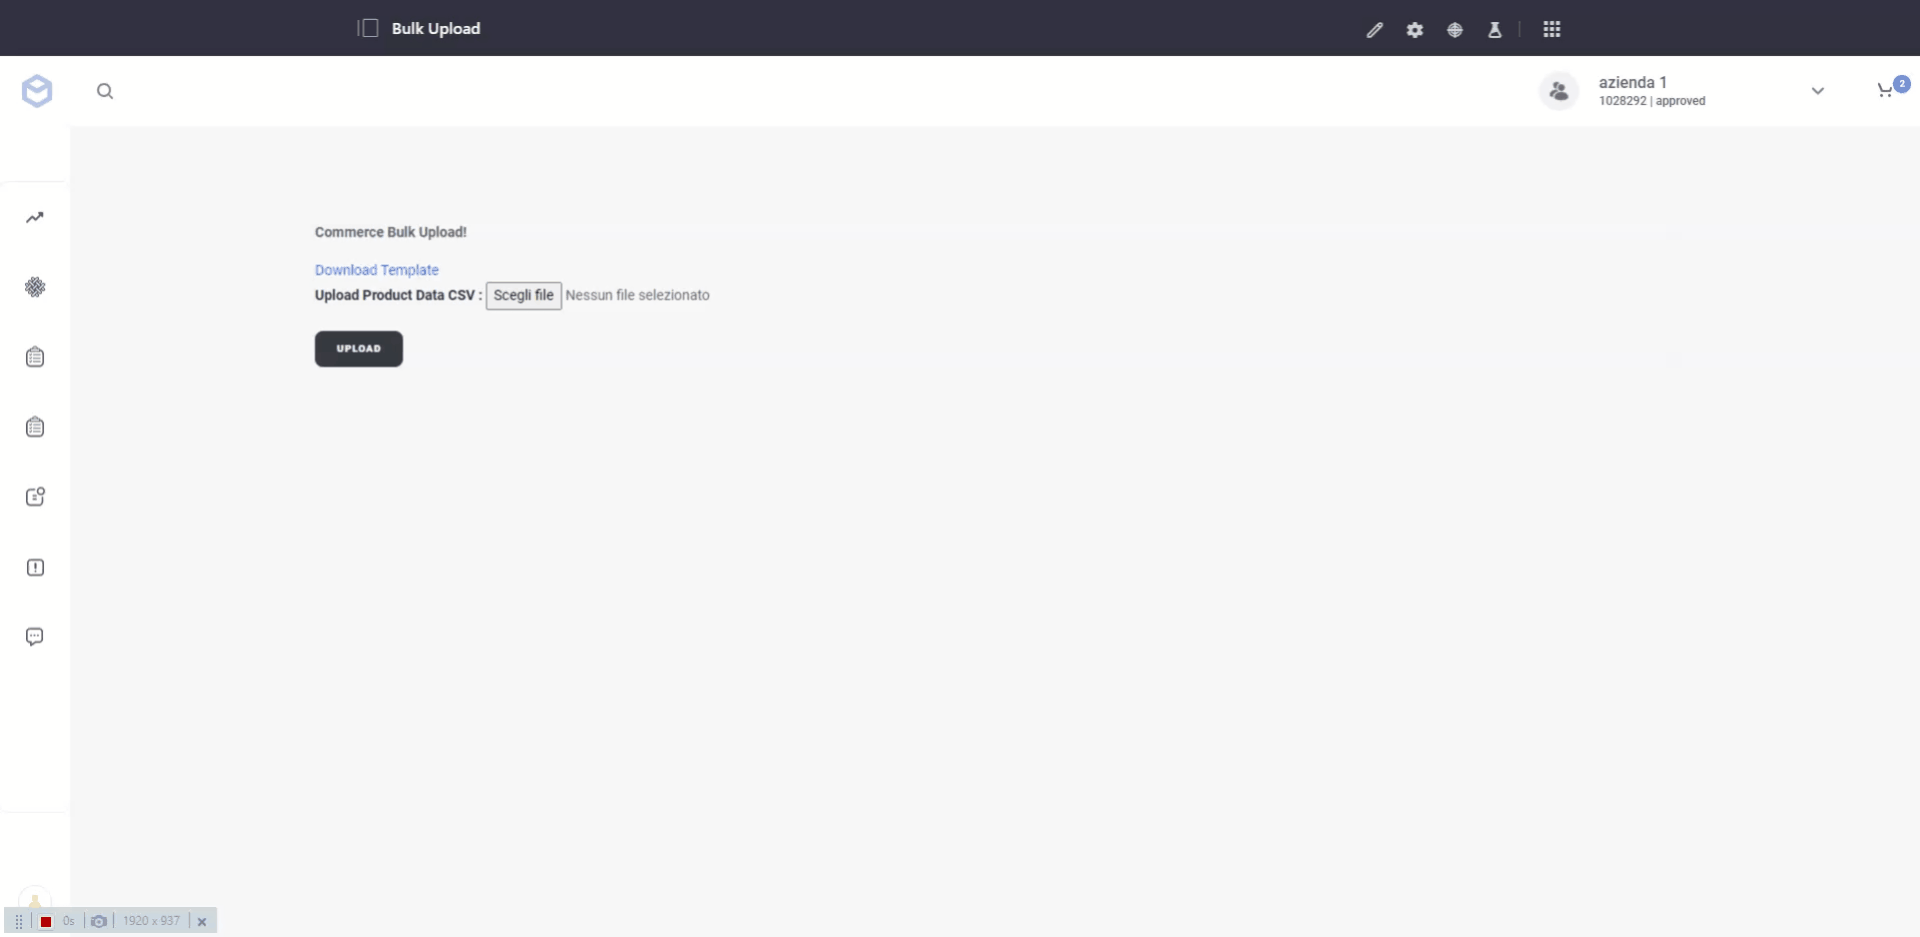 Bulk Upload
azienda 1
1028292 | approved
2
Commerce Bulk Upload!
Download Template
Upload Product Data CSV : Scegli file Nessun file selezionato
UPLOAD
0s 1920 x 937